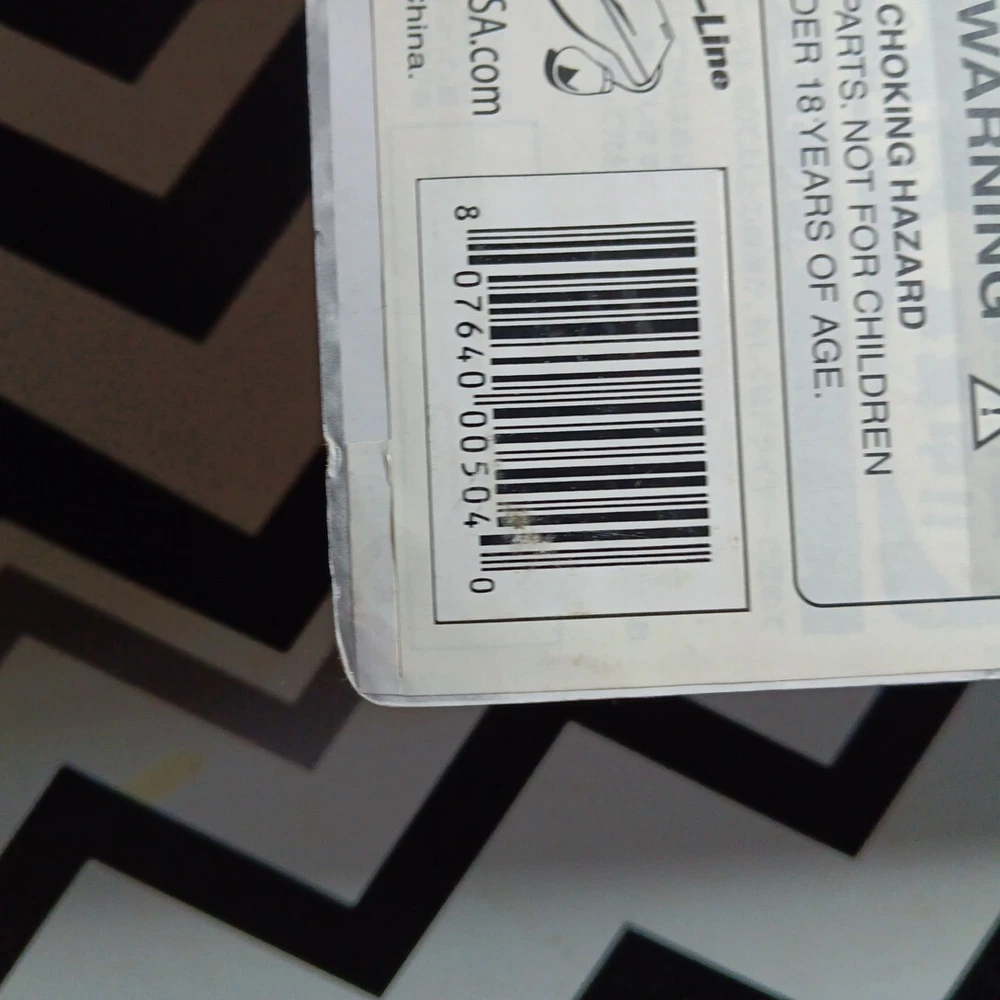 WARNING
CHOKING HAZARD
PARTS. NOT FOR CHILDREN
DER 18 YEARS OF AGE.
-Line
SA.com
China.
8 07640 00504 0